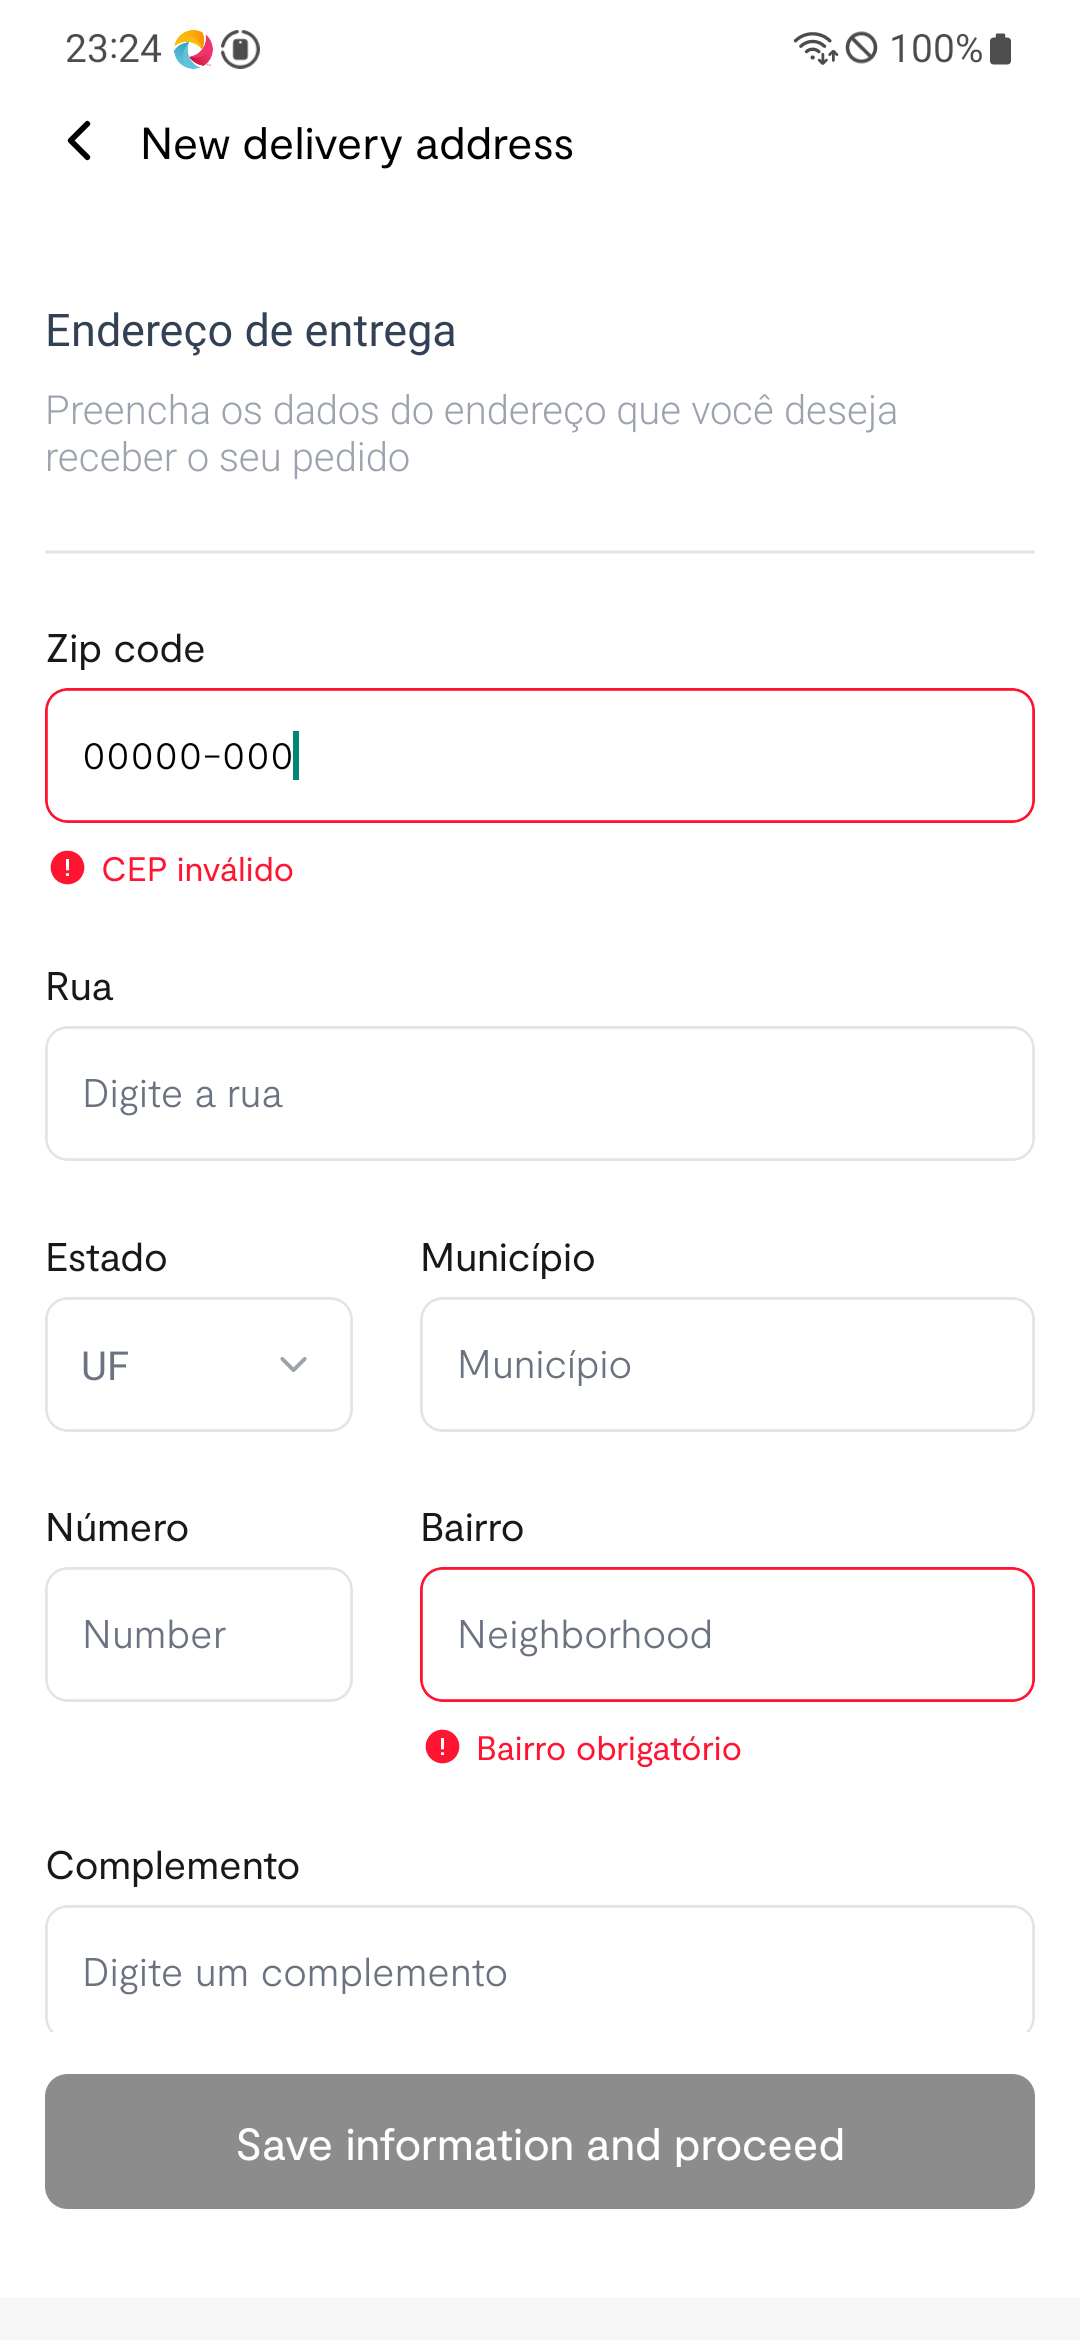 23:24
100%
New delivery address
Endereço de entrega
Preencha os dados do endereço que você deseja
receber o seu pedido
Zip code
00000-000
CEP inválido
Rua
Digite a rua
Estado
Município
UF
Município
Número
Bairro
Number
Neighborhood
Bairro obrigatório
Complemento
Digite um complemento
Save information and proceed